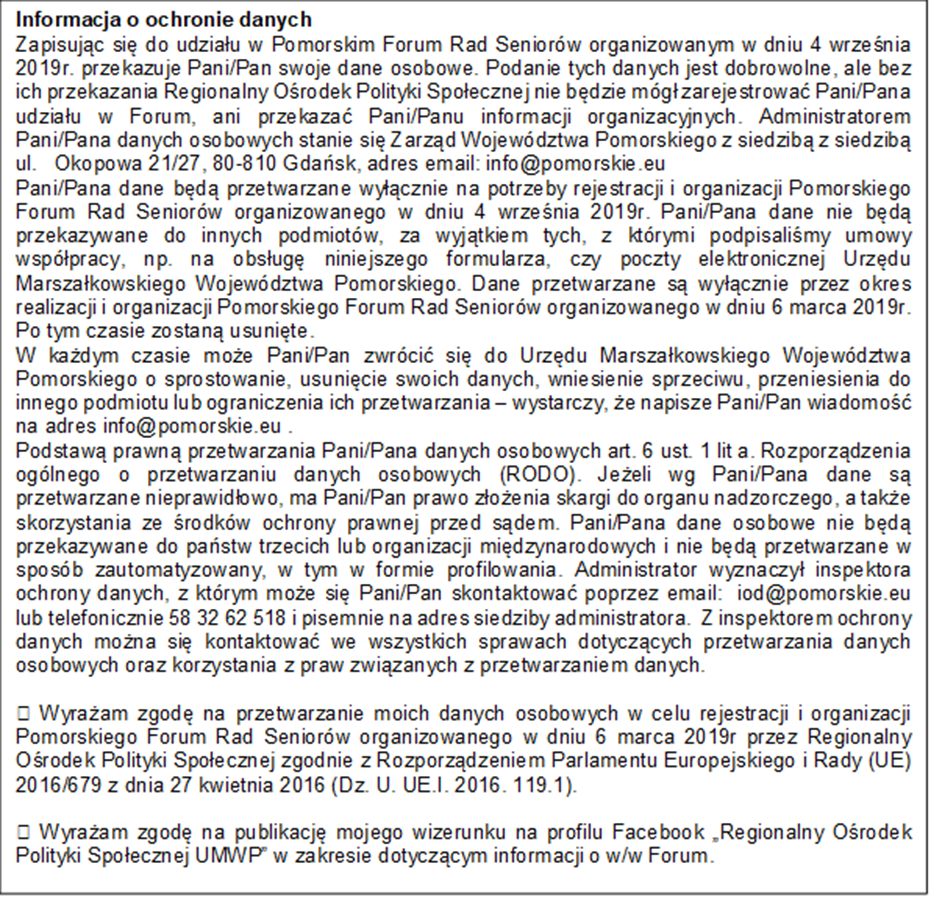 Informacja o ochronie danych
Zapisując się do udziału w Pomorskim Forum Rad Seniorów organizowanym w dniu 4 września
2019r. przekazuje Pani/Pan swoje dane osobowe. Podanie tych danych jest dobrowolne, ale bez
ich przekazania Regionalny Ośrodek Polityki Społecznej nie będzie mógł zarejestrować Pani/Pana
udziału w Forum, ani przekazać Pani/Panu informacji organizacyjnych. Administratorem
Pani/Pana danych osobowych stanie się Zarząd Województwa Pomorskiego z siedzibą z siedzibą
ul. Okopowa 21/27, 80-810 Gdańsk, adres email: info@pomorskie.eu
Pani/Pana dane będą przetwarzane wyłącznie na potrzeby rejestracji i organizacji Pomorskiego
Forum Rad Seniorów organizowanego w dniu 4 września 2019r. Pani/Pana dane nie będą
przekazywane do innych podmiotów, za wyjątkiem tych, z którymi podpisaliśmy umowy
współpracy, np. na obsługę niniejszego formularza, czy poczty elektronicznej Urzędu
Marszałkowskiego Województwa Pomorskiego. Dane przetwarzane są wyłącznie przez okres
realizacji i organizacji Pomorskiego Forum Rad Seniorów organizowanego w dniu 6 marca 2019r.
Po tym czasie zostaną usunięte.
W każdym czasie może Pani/Pan zwrócić się do Urzędu Marszałkowskiego Województwa
Pomorskiego o sprostowanie, usunięcie swoich danych, wniesienie sprzeciwu, przeniesienia do
innego podmiotu lub ograniczenia ich przetwarzania – wystarczy, że napisze Pani/Pan wiadomość
na adres info@pomorskie.eu .
Podstawą prawną przetwarzania Pani/Pana danych osobowych art. 6 ust. 1 lit a. Rozporządzenia
ogólnego o przetwarzaniu danych osobowych (RODO). Jeżeli wg Pani/Pana dane są
przetwarzane nieprawidłowo, ma Pani/Pan prawo złożenia skargi do organu nadzorczego, a także
skorzystania ze środków ochrony prawnej przed sądem. Pani/Pana dane osobowe nie będą
przekazywane do państw trzecich lub organizacji międzynarodowych i nie będą przetwarzane w
sposób zautomatyzowany, w tym w formie profilowania. Administrator wyznaczył inspektora
ochrony danych, z którym może się Pani/Pan skontaktować poprzez email: iod@pomorskie.eu
lub telefonicznie 58 32 62 518 i pisemnie na adres siedziby administratora. Z inspektorem ochrony
danych można się kontaktować we wszystkich sprawach dotyczących przetwarzania danych
osobowych oraz korzystania z praw związanych z przetwarzaniem danych.
☐ Wyrażam zgodę na przetwarzanie moich danych osobowych w celu rejestracji i organizacji
Pomorskiego Forum Rad Seniorów organizowanego w dniu 6 marca 2019r przez Regionalny
Ośrodek Polityki Społecznej zgodnie z Rozporządzeniem Parlamentu Europejskiego i Rady (UE)
2016/679 z dnia 27 kwietnia 2016 (Dz. U. UE.l. 2016. 119.1).
☐ Wyrażam zgodę na publikację mojego wizerunku na profilu Facebook „Regionalny Ośrodek
Polityki Społecznej UMWP” w zakresie dotyczącym informacji o w/w Forum.